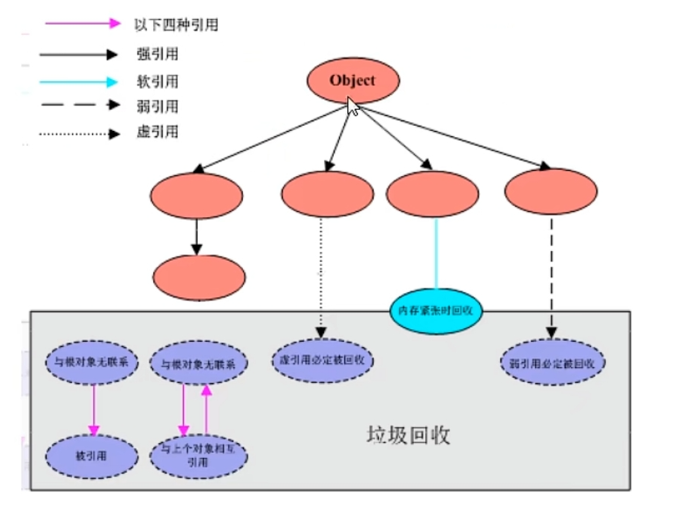 以下四种引用
强引用
软引用
弱引用
虚引用
Object
内存紧张时回收
与根对象无联系
与根对象无联系
虚引用必定被回收
弱引用必定被回收
垃圾回收
被引用
与上个对象相互
引用